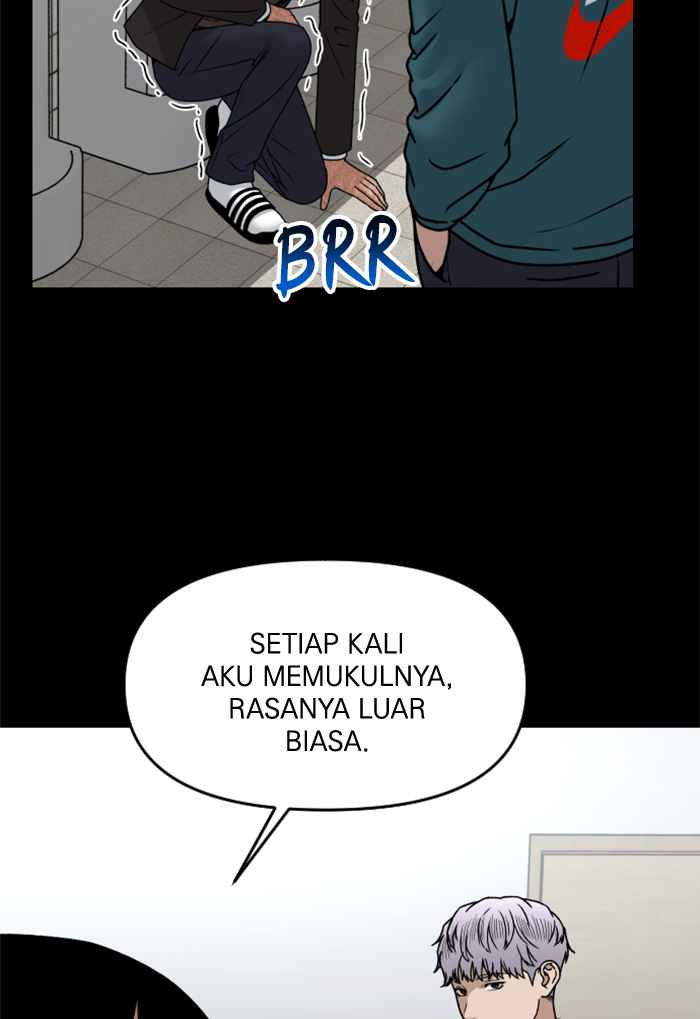 BRR
SETIAP KALI
AKU MEMUKULNYA,
RASANYA LUAR
BIASA.